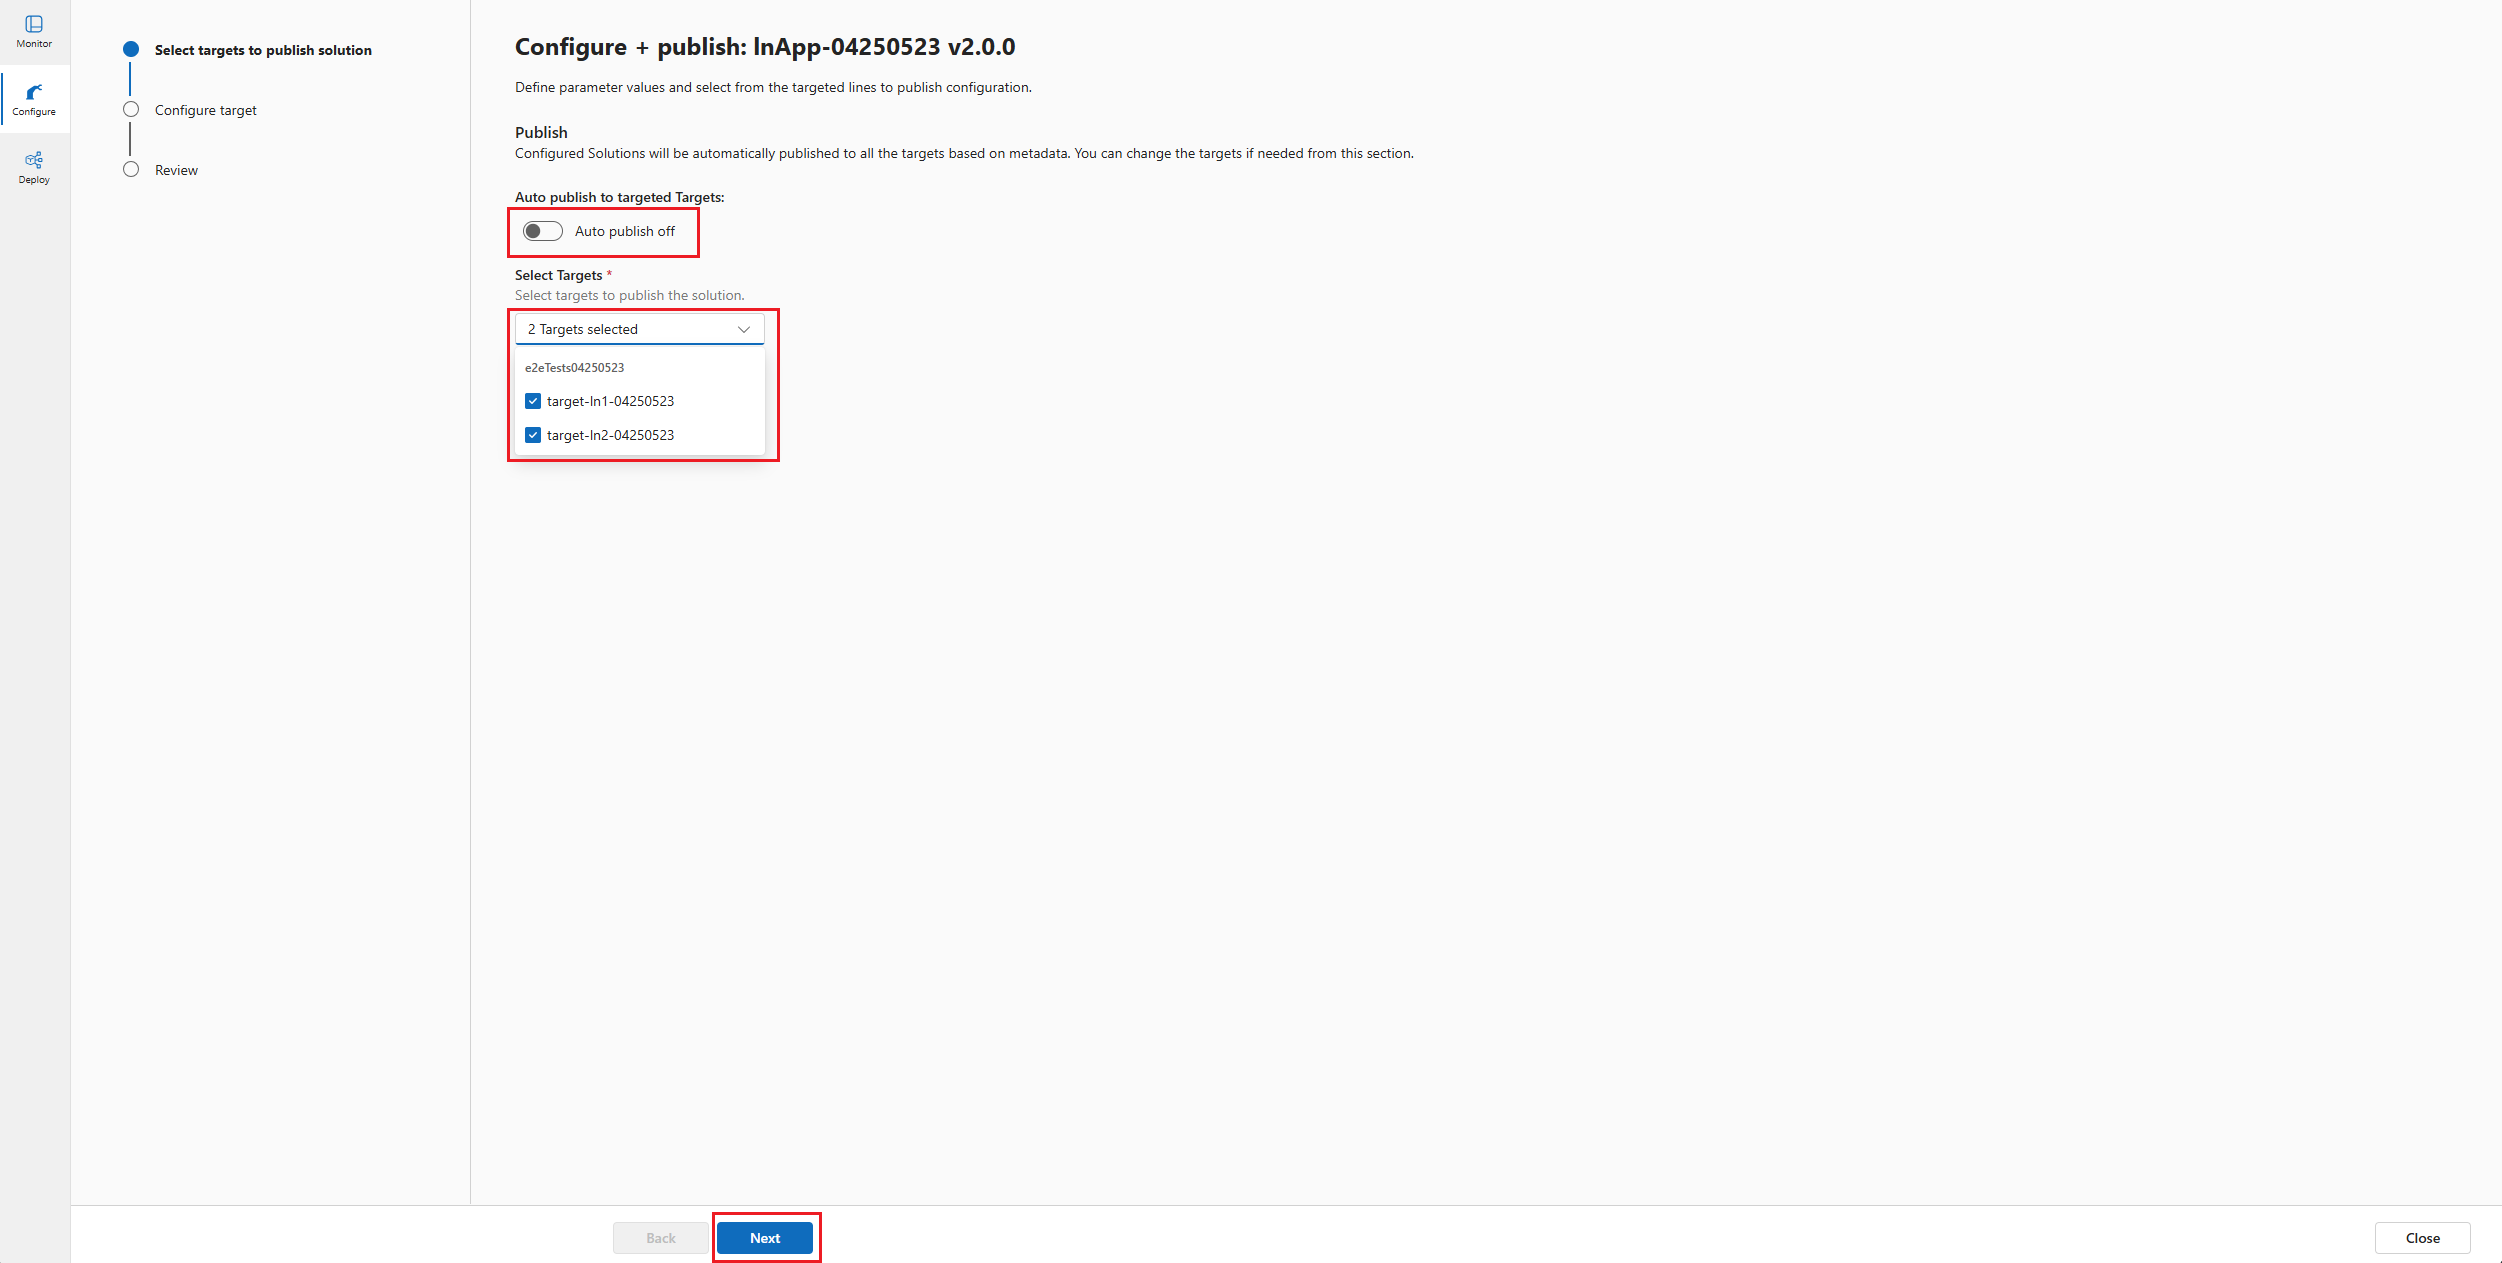 Monitor
Configure
Deploy
Select targets to publish solution
Configure target
Review
Configure + publish: lnApp-04250523 v2.0.0
Define parameter values and select from the targeted lines to publish configuration.
Publish
Configured Solutions will be automatically published to all the targets based on metadata. You can change the targets if needed from this section.
Auto publish to targeted Targets:
Auto publish off
Select Targets *
Select targets to publish the solution.
2 Targets selected
e2eTests04250523
target-ln1-04250523
target-ln2-04250523
Back
Next
Close